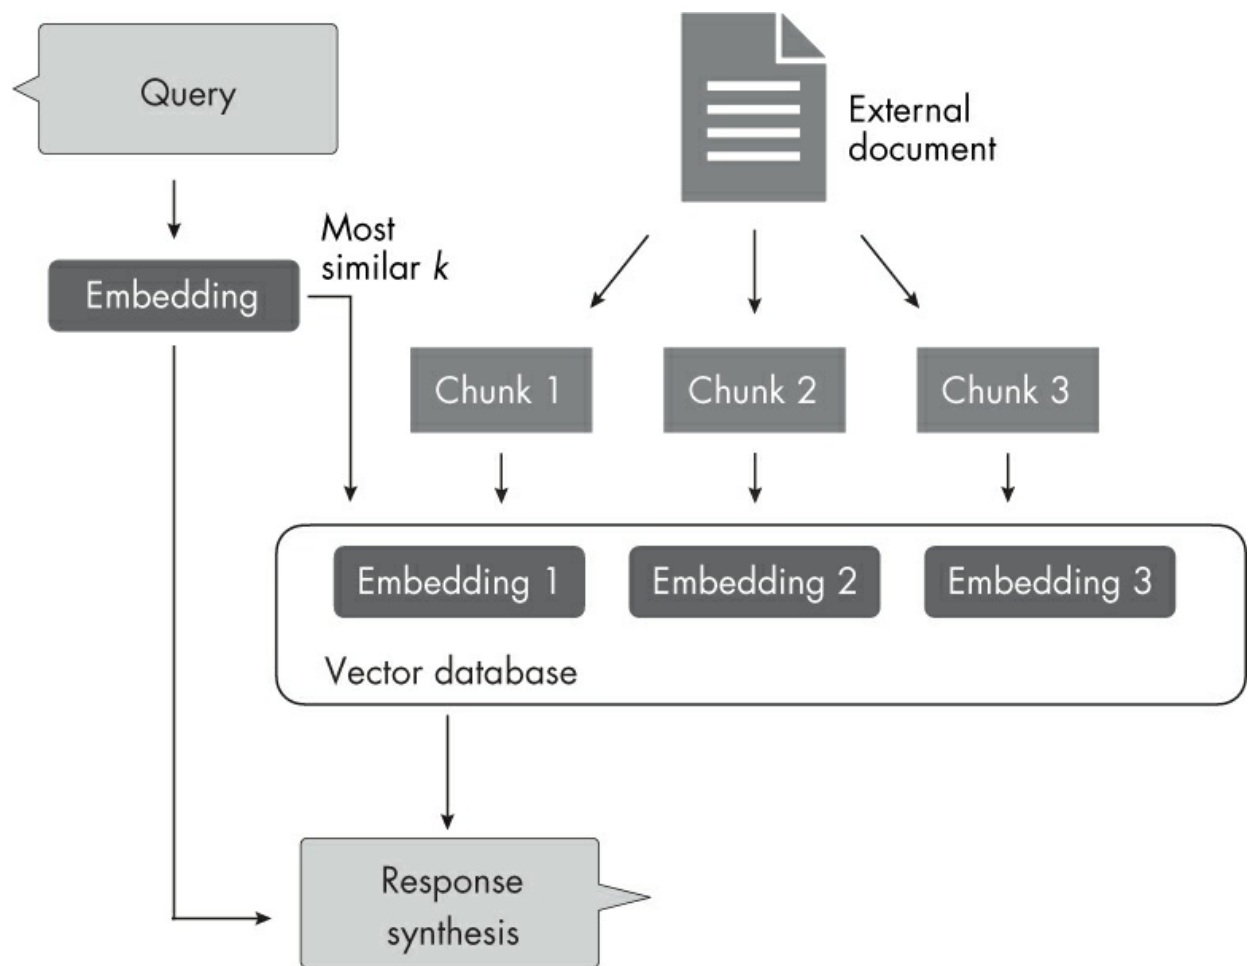 Query
External
document
Most
similar k
Embedding
Chunk 1
Chunk 2
Chunk 3
Embedding 1
Embedding 2
Embedding 3
Vector database
Response
synthesis